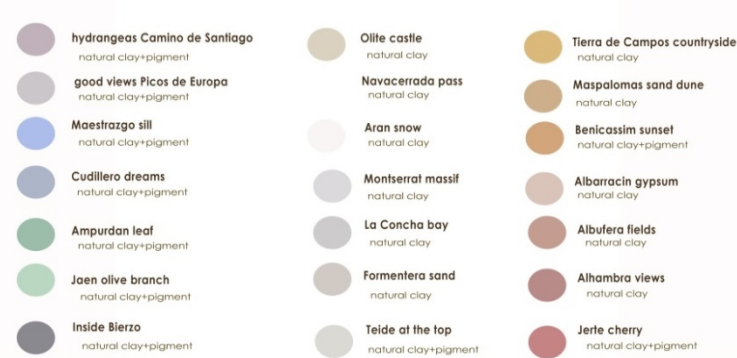 hydrangeas Camino de Santiago
natural clay+pigment
good views Picos de Europa
natural clay+pigment
Maestrazgo sill
natural clay+pigment
Cudillero dreams
natural clay+pigment
Ampurdan leaf
natural clay+pigment
Jaen olive branch
natural clay+pigment
Inside Bierzo
natural clay+pigment
Olite castle
natural clay
Navacerrada pass
natural clay
Aran snow
natural clay
Montserrat massif
natural clay
La Concha bay
natural clay
Formentera sand
natural clay
Teide at the top
natural clay+pigment
Tierra de Campos countryside
natural clay
Maspalomas sand dune
natural clay
Benicassim sunset
natural clay+pigment
Albarracin gypsum
natural clay
Albufera fields
natural clay
Alhambra views
natural clay
Jerte cherry
natural clay+pigment